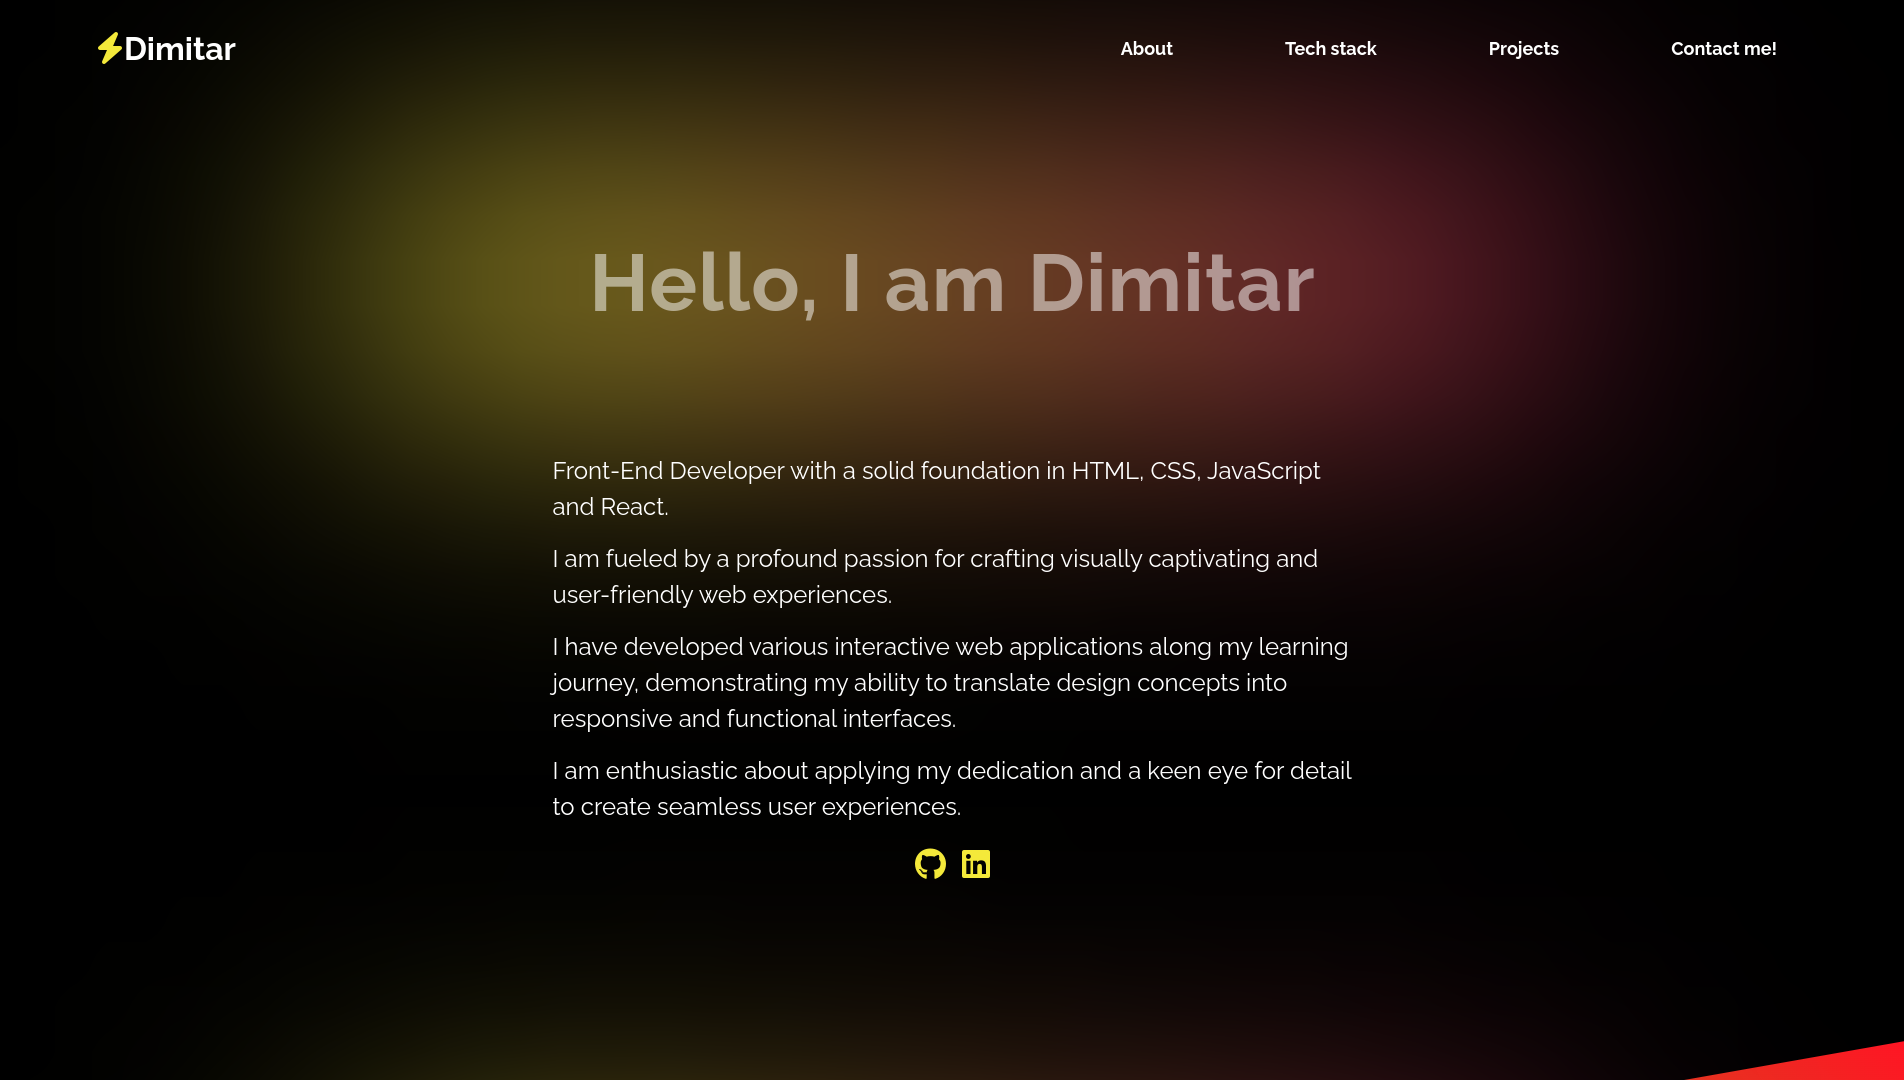 Dimitar
About
Tech stack
Projects
Contact me!
Hello, I am Dimitar
Front-End Developer with a solid foundation in HTML, CSS, JavaScript
and React.
I am fueled by a profound passion for crafting visually captivating and
user-friendly web experiences.
I have developed various interactive web applications along my learning
journey, demonstrating my ability to translate design concepts into
responsive and functional interfaces.
I am enthusiastic about applying my dedication and a keen eye for detail
to create seamless user experiences.
in